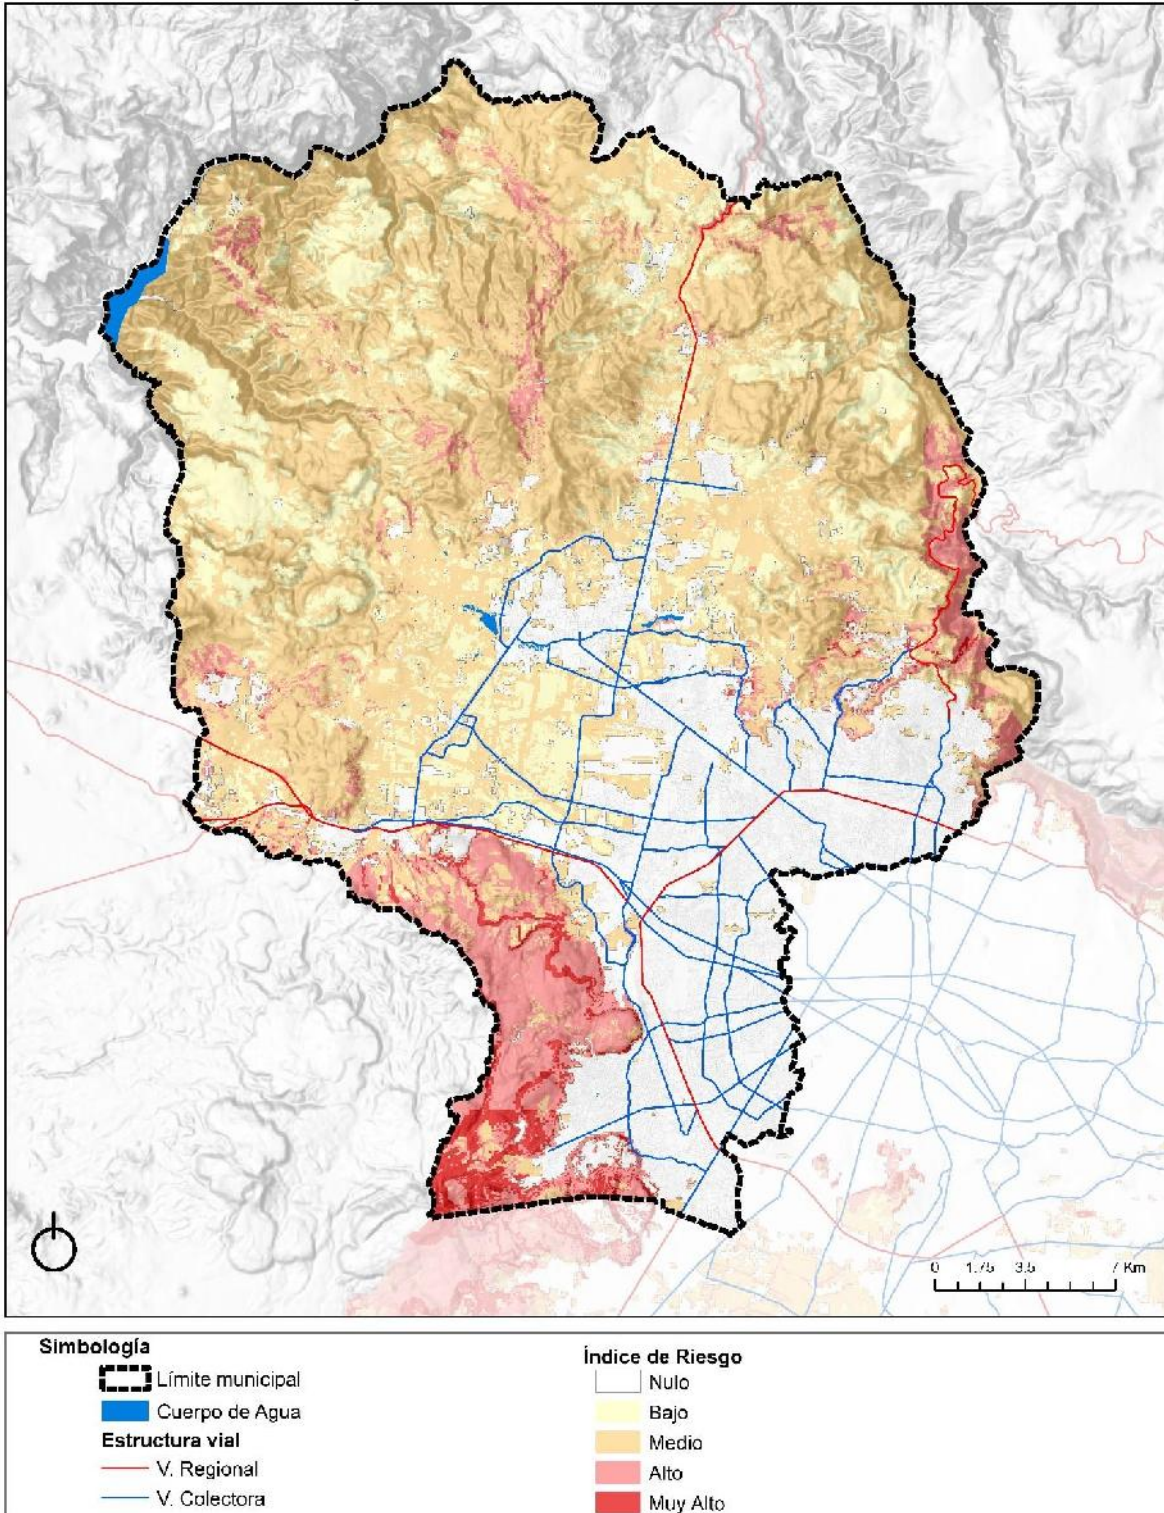 0 1.75 3.5 7 Km
Simbología
Límite municipal
Cuerpo de Agua
Estructura vial
V. Regional
V. Colectora
Índice de Riesgo
Nulo
Bajo
Medio
Alto
Muy Alto